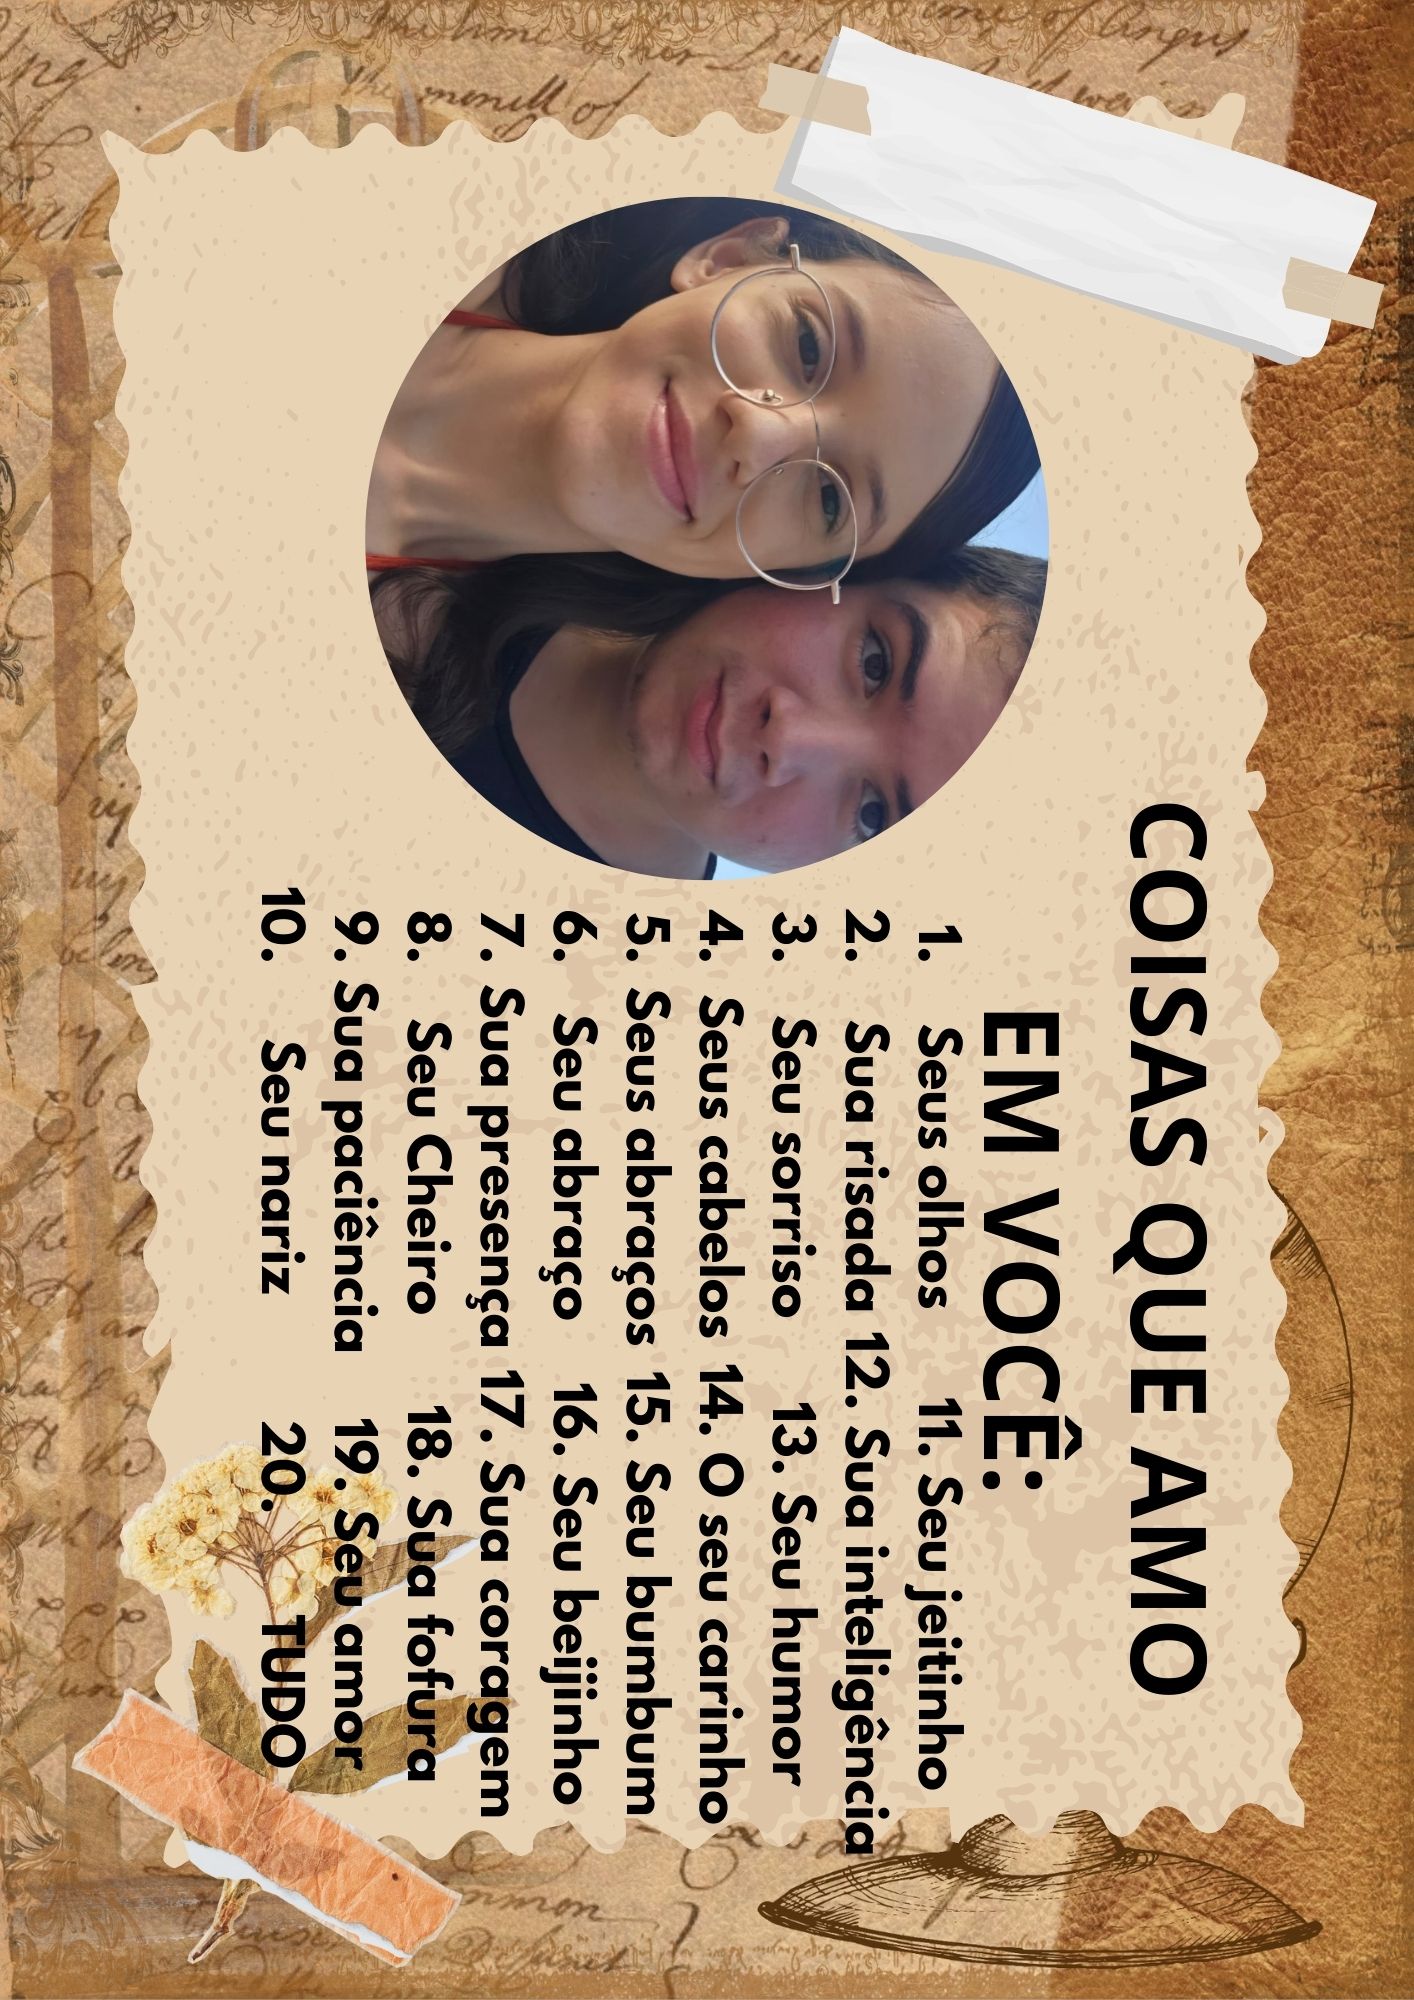 COISAS QUE AMO
EM VOCÊ:
1. Seus olhos
2. Sua risada
3. Seu sorriso
4. Seus cabelos
5. Seus abraços
6. Seu abraço
7. Sua presença
8. Seu Cheiro
9. Sua paciência
10. Seu nariz
11. Seu jeitinho
12. Sua inteligência
13. Seu humor
14. O seu carinho
15. Seu bumbum
16. Seu beijinho
17. Sua coragem
18. Sua fofura
19. Seu amor
20. TUDO